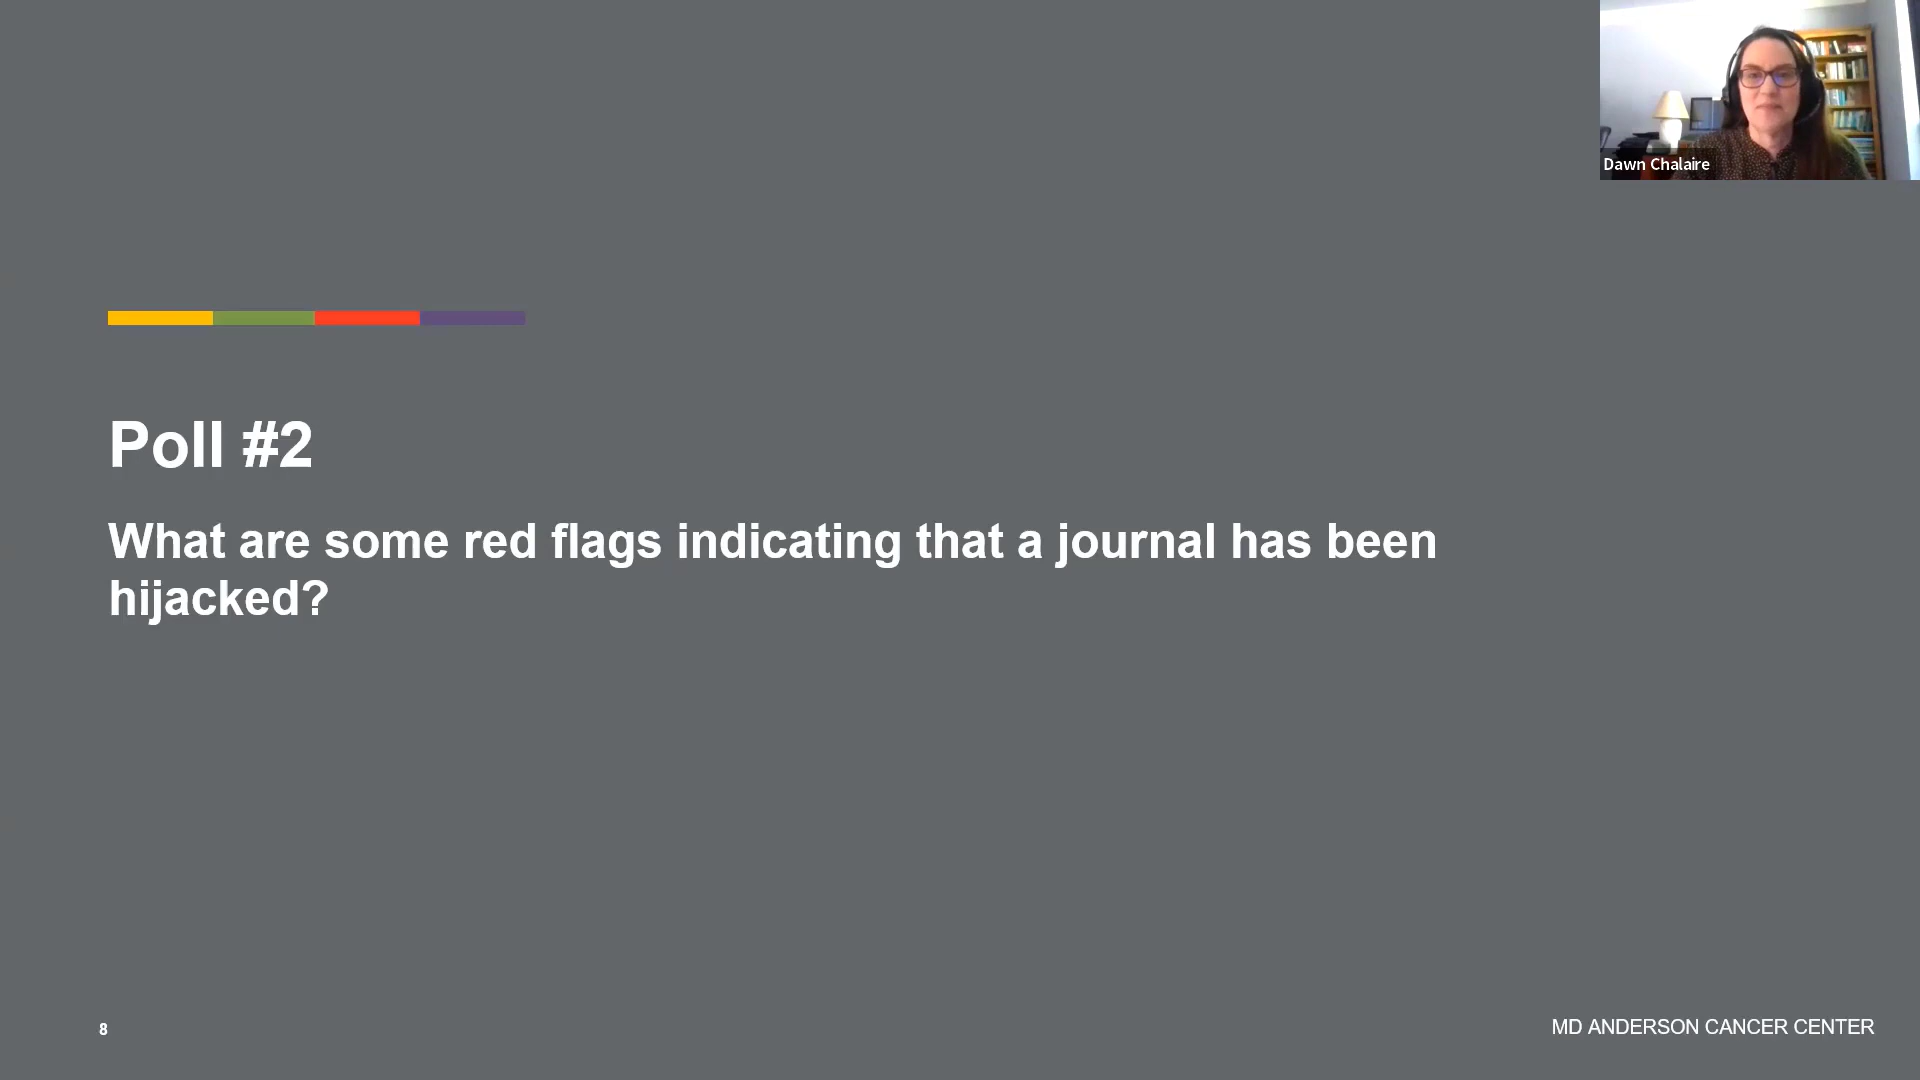 Dawn Chalaire
Poll #2
What are some red flags indicating that a journal has been
hijacked?
8
MD ANDERSON CANCER CENTER